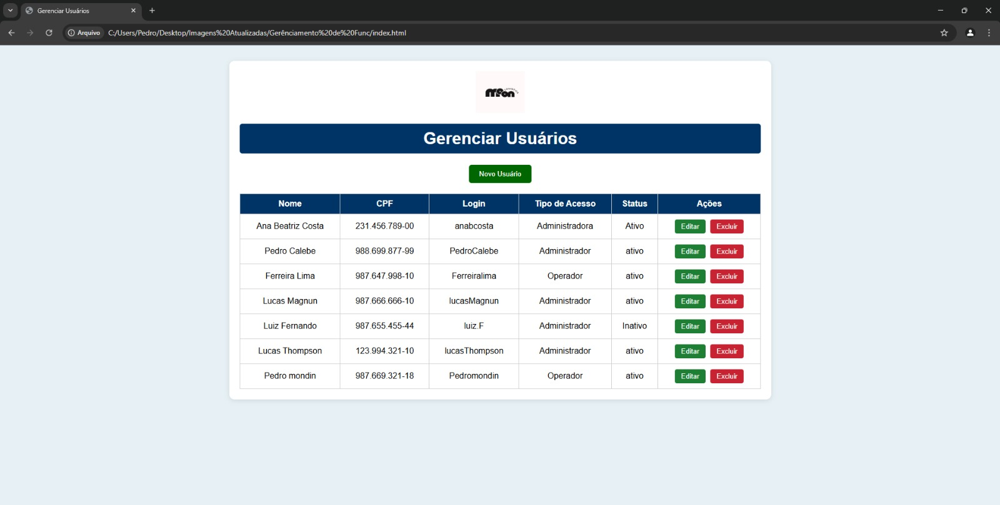 Gerenciar Usuários
Arquivo C:/Users/Pedro/Desktop/Imagens%20Atualizadas/Gerênciamento%20de%20Func/index.html
moon
Gerenciar Usuários
Novo Usuário
Nome CPF Login Tipo de Acesso Status Ações
Ana Beatriz Costa 231.456.789-00 anabcosta Administradora Ativo Editar Excluir
Pedro Calebe 988.699.877-99 PedroCalebe Administrador ativo Editar Excluir
Ferreira Lima 987.647.998-10 Ferreiralima Operador ativo Editar Excluir
Lucas Magnun 987.666.666-10 lucasMagnun Administrador ativo Editar Excluir
Luiz Fernando 987.655.455-44 luiz.F Administrador Inativo Editar Excluir
Lucas Thompson 123.994.321-10 lucasThompson Administrador ativo Editar Excluir
Pedro mondin 987.669.321-18 Pedromondin Operador ativo Editar Excluir